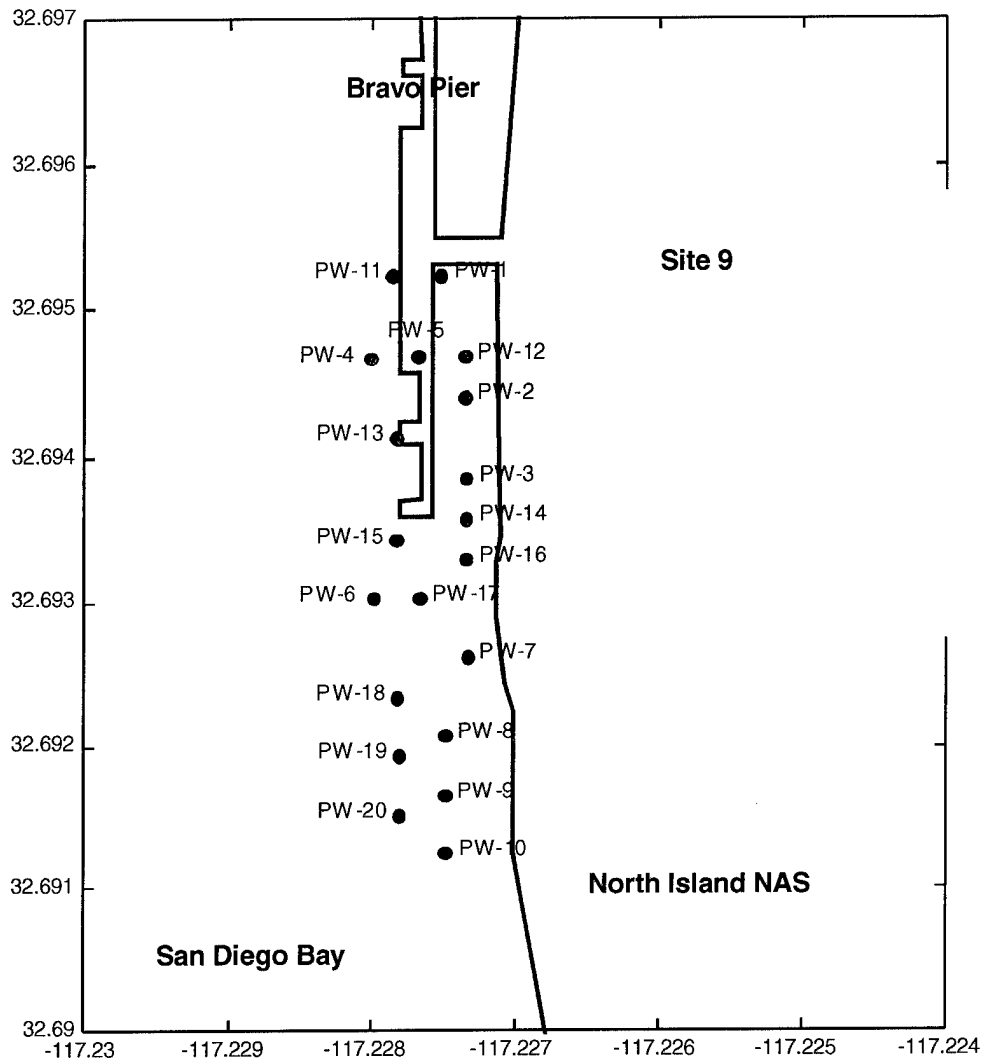 32.697
Bravo Pier
32.696
Site 9
PW-11
PW-1
32.695
PW-5
PW-4
PW-12
PW-2
PW-13
32.694
PW-3
PW-14
PW-15
PW-16
32.693
PW-6
PW-17
PW-7
PW-18
PW-8
32.692
PW-19
PW-9
PW-20
PW-10
32.691
North Island NAS
San Diego Bay
32.69
-117.23 -117.229 -117.228 -117.227 -117.226 -117.225 -117.224